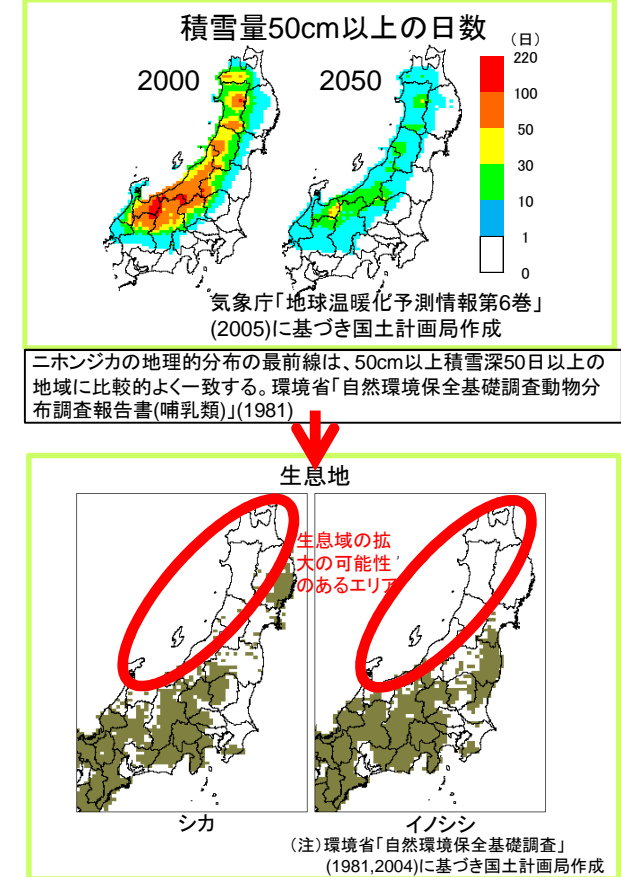 積雪量50cm以上の日数
(日)
2000
2050
220
100
50
30
10
1
0
気象庁「地球温暖化予測情報第6巻」
(2005)に基づき国土計画局作成
ニホンジカの地理的分布の最前線は、50cm以上積雪深50日以上の
地域に比較的よく一致する。環境省「自然環境保全基礎調査動物分
布調査報告書(哺乳類)」(1981)
生息地
生息域の拡
大の可能性
のあるエリア
シカ
イノシシ
(注)環境省「自然環境保全基礎調査」
(1981,2004)に基づき国土計画局作成